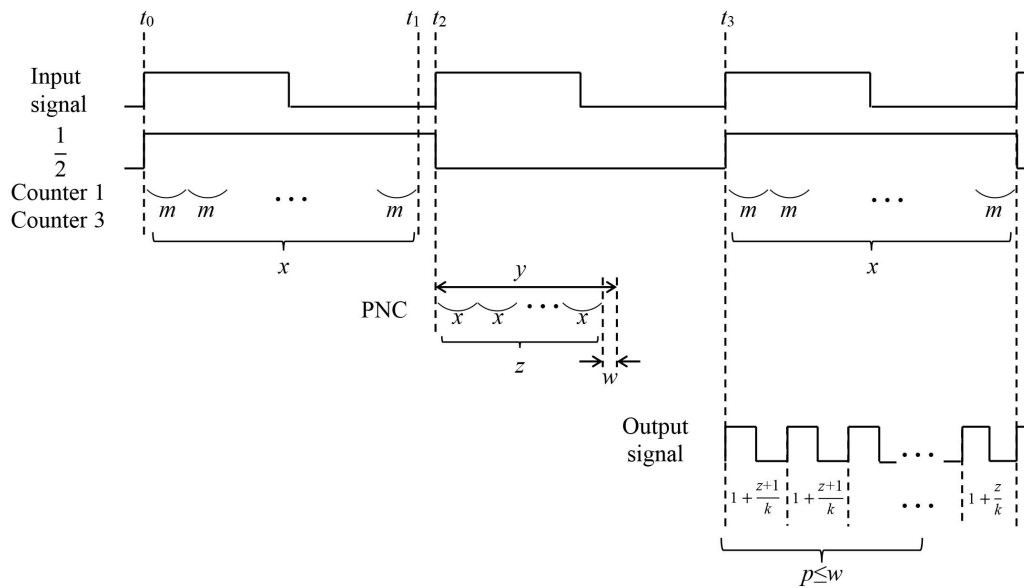 t₀ t₁ t₂ t₃
Input
signal
1/2
Counter 1
Counter 3
m m ... m
m m ... m
x
x
y
PNC
x x ... x
z
w
Output
signal
...
1 + (z+1)/k 1 + (z+1)/k ... 1 + z/k
p≤w